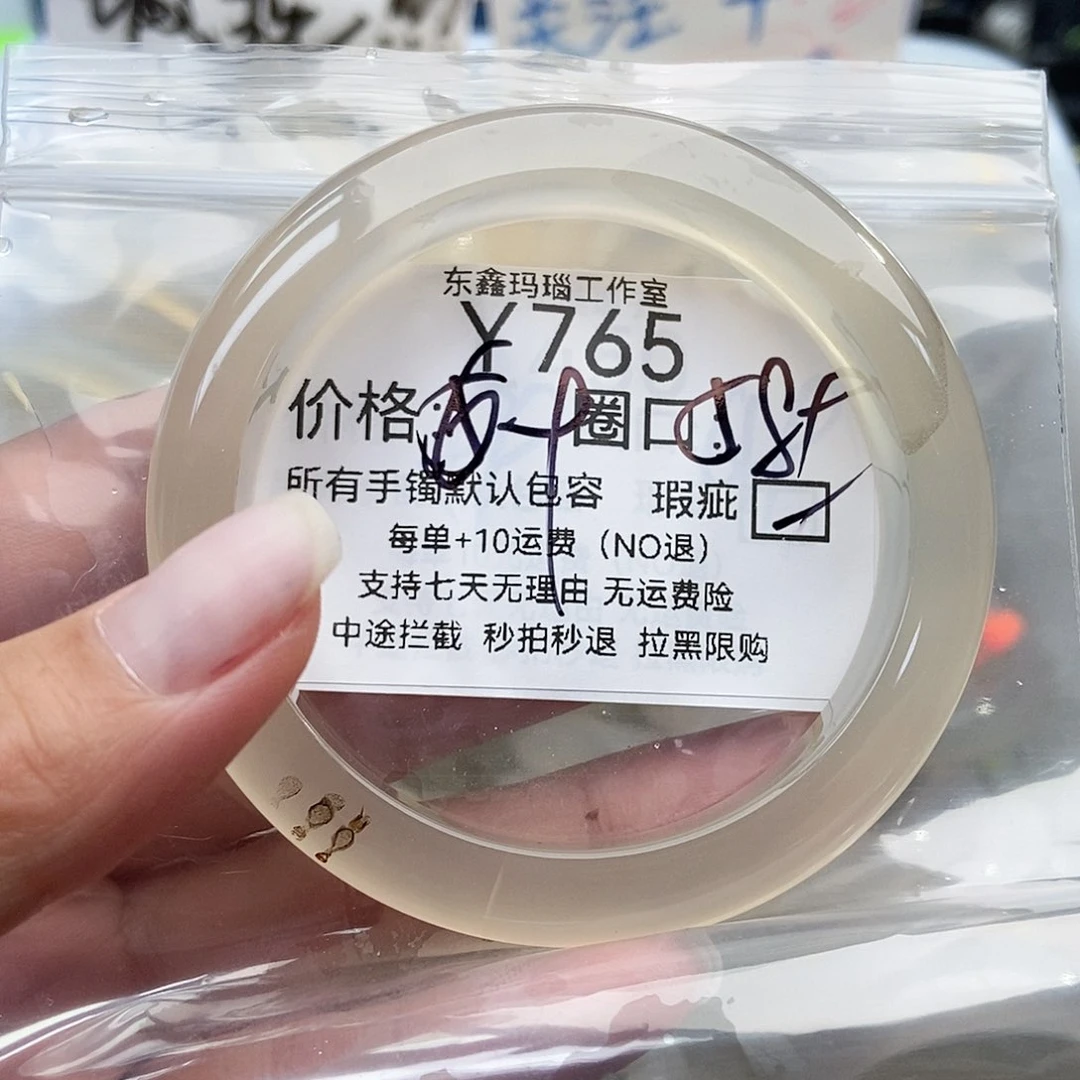 东鑫玛瑙工作室
Y765
价格: 圈口: 58+
所有手镯默认包容 瑕疵
每单+10运费（NO退）
支持七天无理由 无运费险
中途拦截 秒拍秒退 拉黑限购